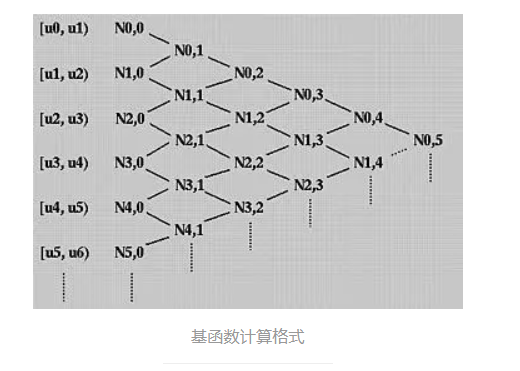 [u0, u1) N0,0
N0,1
[u1, u2) N1,0 N0,2
N1,1 N0,3
[u2, u3) N2,0 N1,2 N0,4
N2,1 N1,3 N0,5
[u3, u4) N3,0 N2,2 N1,4
N3,1 N2,3
[u4, u5) N4,0 N3,2
N4,1
[u5, u6) N5,0
基函数计算格式